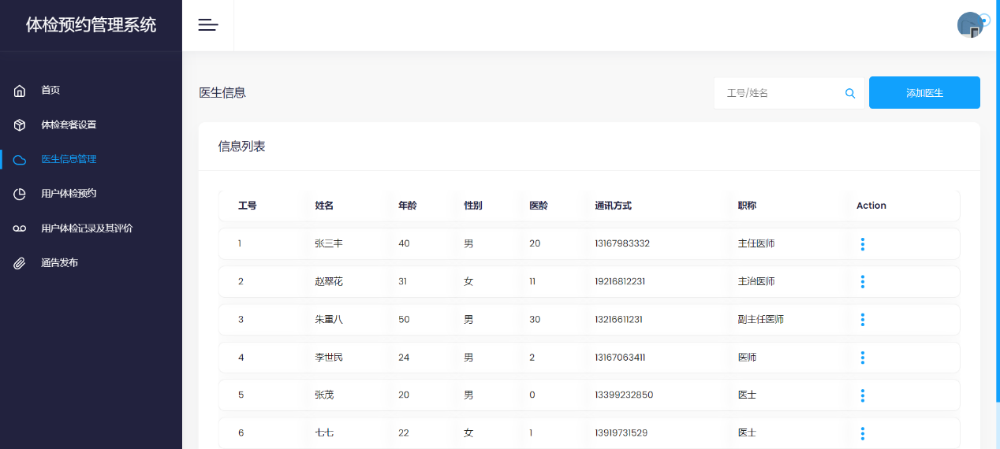 体检预约管理系统
首页
体检套餐设置
医生信息管理
用户体检预约
用户体检记录及其评价
通告发布
医生信息
工号/姓名
添加医生
信息列表
工号 姓名 年龄 性别 医龄 通讯方式 职称 Action
1 张三丰 40 男 20 13167983332 主任医师
2 赵翠花 31 女 11 19216812231 主治医师
3 朱重八 50 男 30 13216611231 副主任医师
4 李世民 24 男 2 13167063411 医师
5 张茂 20 男 0 13399232850 医士
6 七七 22 女 1 13919731529 医士